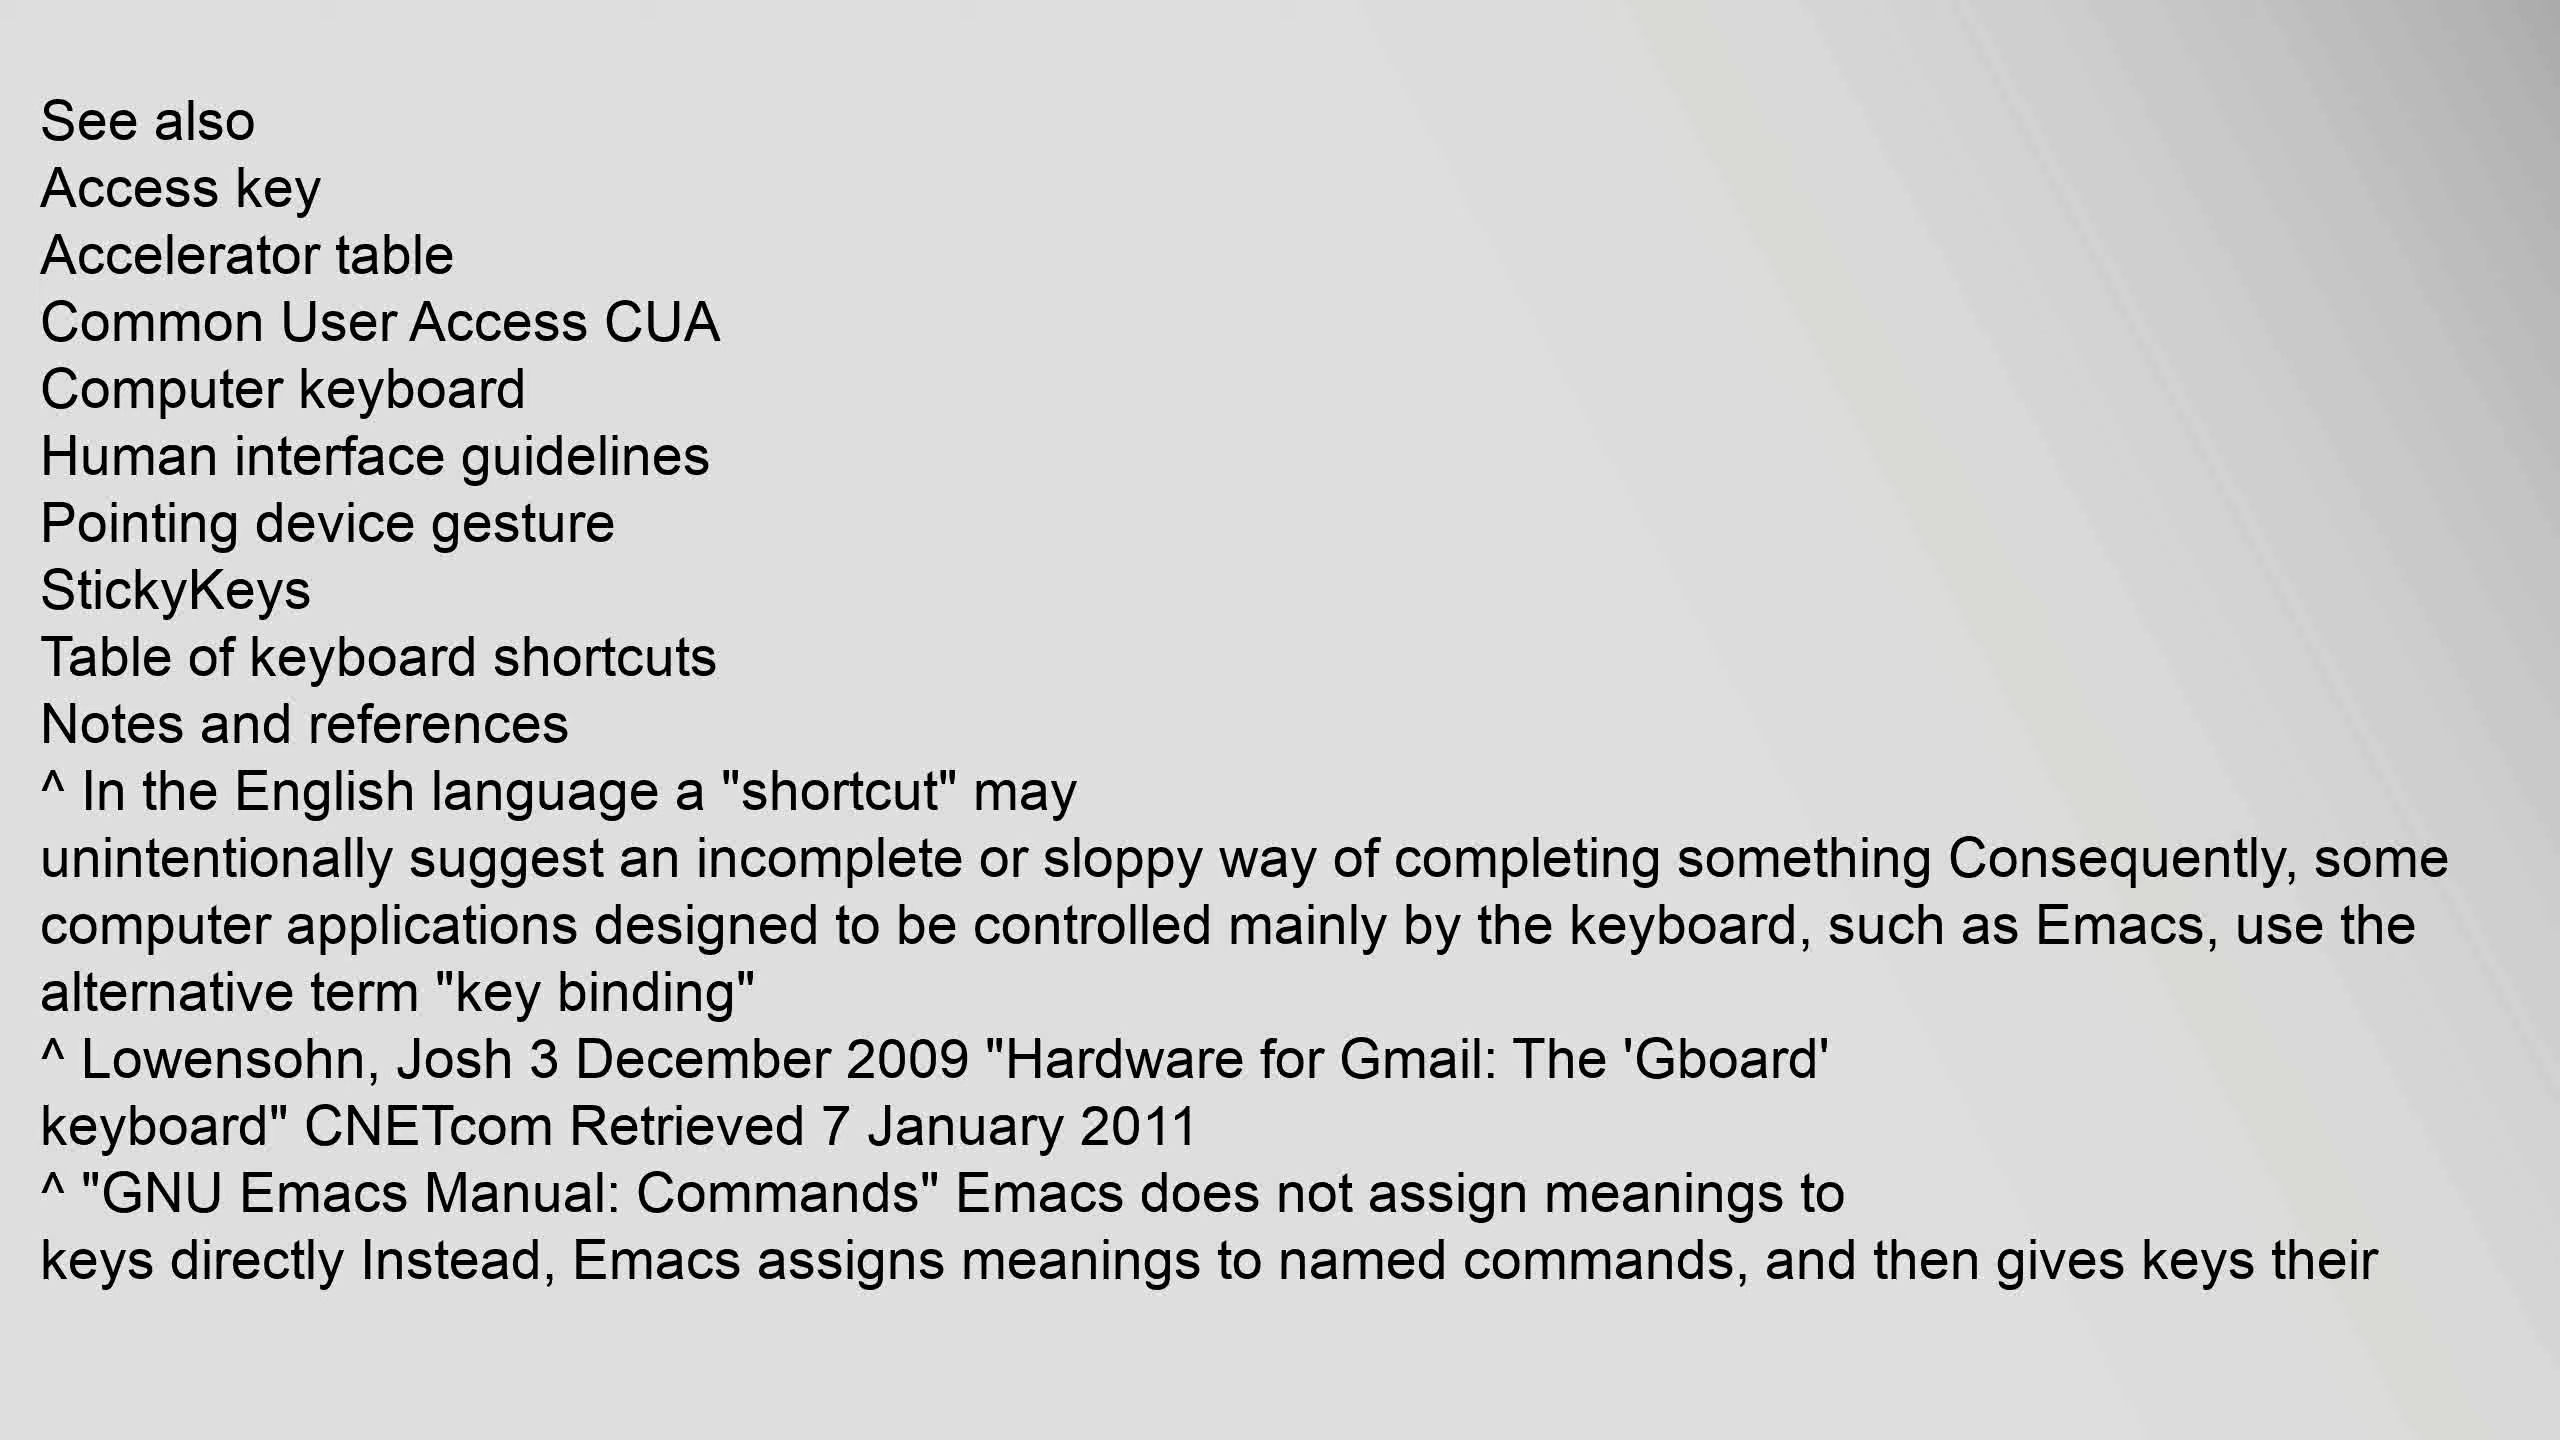 See also
Access key
Accelerator table
Common User Access CUA
Computer keyboard
Human interface guidelines
Pointing device gesture
StickyKeys
Table of keyboard shortcuts
Notes and references
^ In the English language a "shortcut" may
unintentionally suggest an incomplete or sloppy way of completing something Consequently, some
computer applications designed to be controlled mainly by the keyboard, such as Emacs, use the
alternative term "key binding"
^ Lowensohn, Josh 3 December 2009 "Hardware for Gmail: The 'Gboard'
keyboard" CNETcom Retrieved 7 January 2011
^ "GNU Emacs Manual: Commands" Emacs does not assign meanings to
keys directly Instead, Emacs assigns meanings to named commands, and then gives keys their